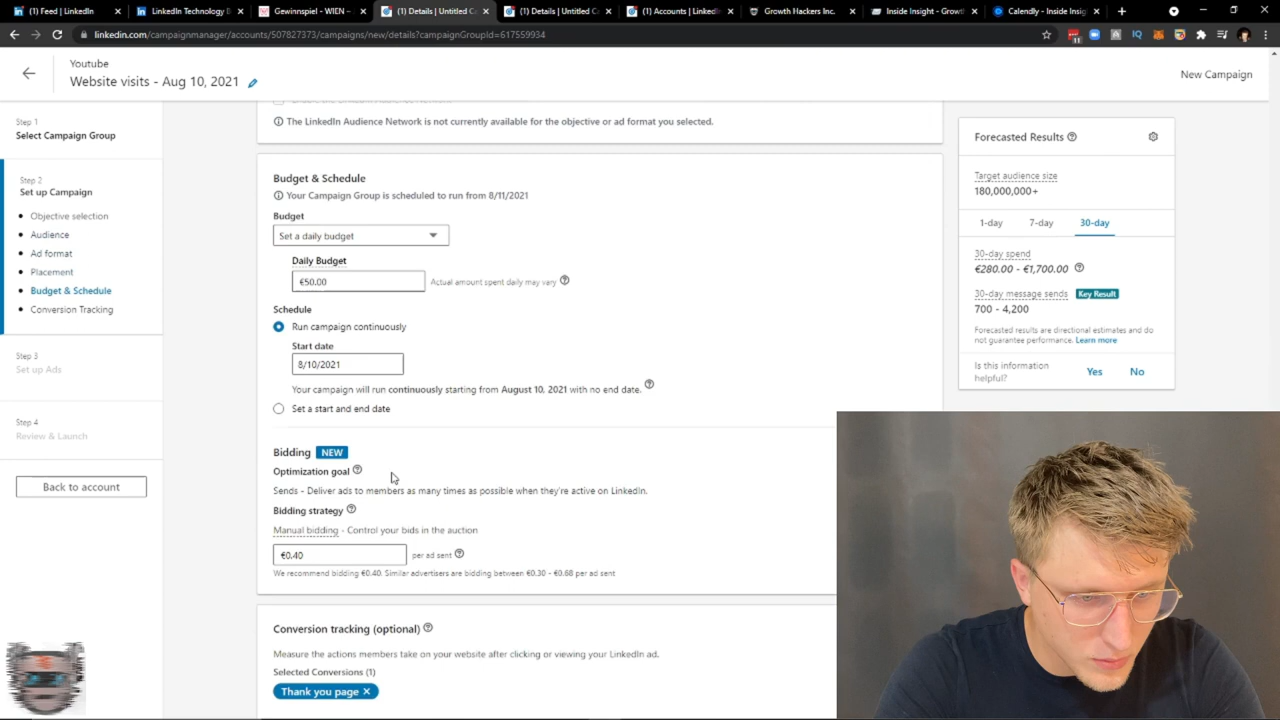 (1) Feed | LinkedIn
LinkedIn Technology B
Gewinnspiel - WIEN –
(1) Details | Untitled C
(1) Details | Untitled C
(1) Accounts | LinkedIn
Growth Hackers Inc.
Inside Insight - Growt
Calendly - Inside Insig
linkedin.com/campaignmanager/accounts/507827373/campaigns/new/details?campaignGroupId=617559934
Youtube
Website visits - Aug 10, 2021
New Campaign
Step 1
Select Campaign Group
Step 2
Set up Campaign
Objective selection
Audience
Ad format
Placement
Budget & Schedule
Conversion Tracking
Step 3
Set up Ads
Step 4
Review & Launch
Back to account
The LinkedIn Audience Network is not currently available for the objective or ad format you selected.
Budget & Schedule
Your Campaign Group is scheduled to run from 8/11/2021
Budget
Set a daily budget
Daily Budget
€50.00
Actual amount spent daily may vary
Schedule
Run campaign continuously
Start date
8/10/2021
Your campaign will run continuously starting from August 10, 2021 with no end date.
Set a start and end date
Bidding NEW
Optimization goal
Sends - Deliver ads to members as many times as possible when they're active on LinkedIn.
Bidding strategy
Manual bidding - Control your bids in the auction
€0.40
per ad sent
We recommend bidding €0.40. Similar advertisers are bidding between €0.30 - €0.68 per ad sent
Conversion tracking (optional)
Measure the actions members take on your website after clicking or viewing your LinkedIn ad.
Selected Conversions (1)
Thank you page
Forecasted Results
Target audience size
180,000,000+
1-day
7-day
30-day
30-day spend
€280.00 - €1,700.00
30-day message sends Key Result
700 - 4,200
Forecasted results are directional estimates and do
not guarantee performance. Learn more
Is this information
helpful?
Yes
No